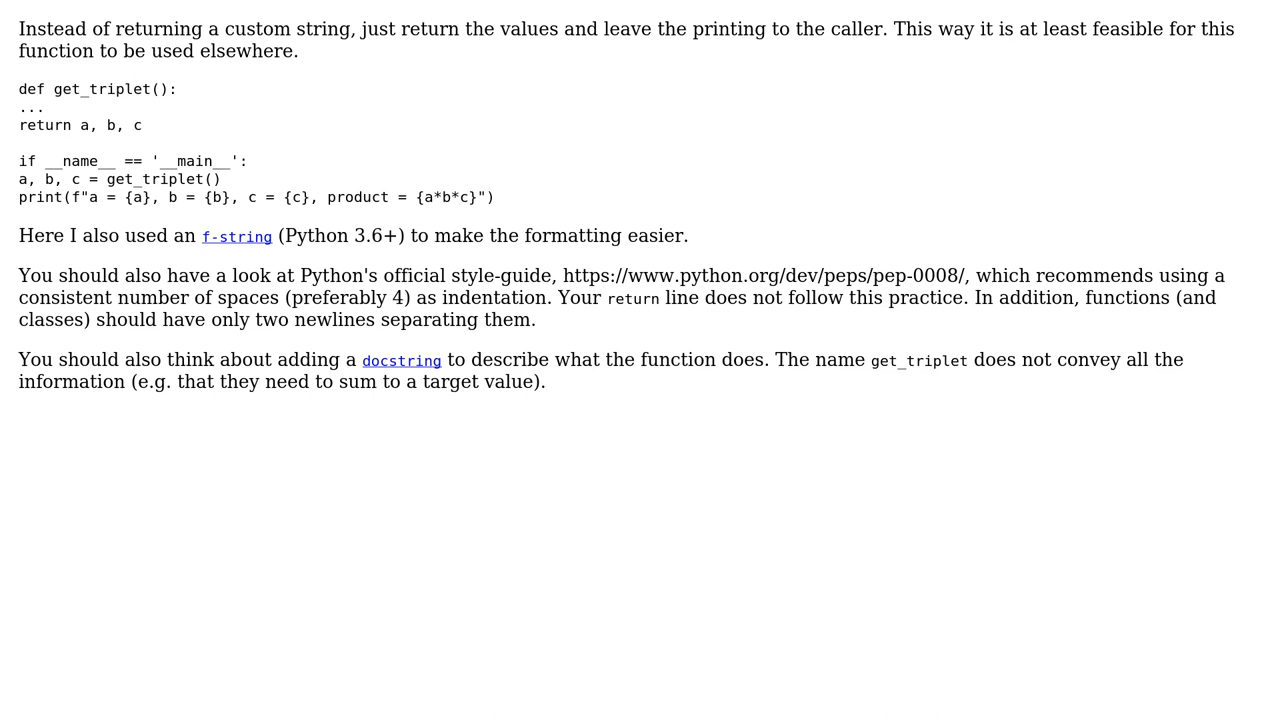 Instead of returning a custom string, just return the values and leave the printing to the caller. This way it is at least feasible for this
function to be used elsewhere.
def get_triplet():
...
return a, b, c
if __name__ == '__main__':
a, b, c = get_triplet()
print(f"a = {a}, b = {b}, c = {c}, product = {a*b*c}")
Here I also used an f-string (Python 3.6+) to make the formatting easier.
You should also have a look at Python's official style-guide, https://www.python.org/dev/peps/pep-0008/, which recommends using a
consistent number of spaces (preferably 4) as indentation. Your return line does not follow this practice. In addition, functions (and
classes) should have only two newlines separating them.
You should also think about adding a docstring to describe what the function does. The name get_triplet does not convey all the
information (e.g. that they need to sum to a target value).